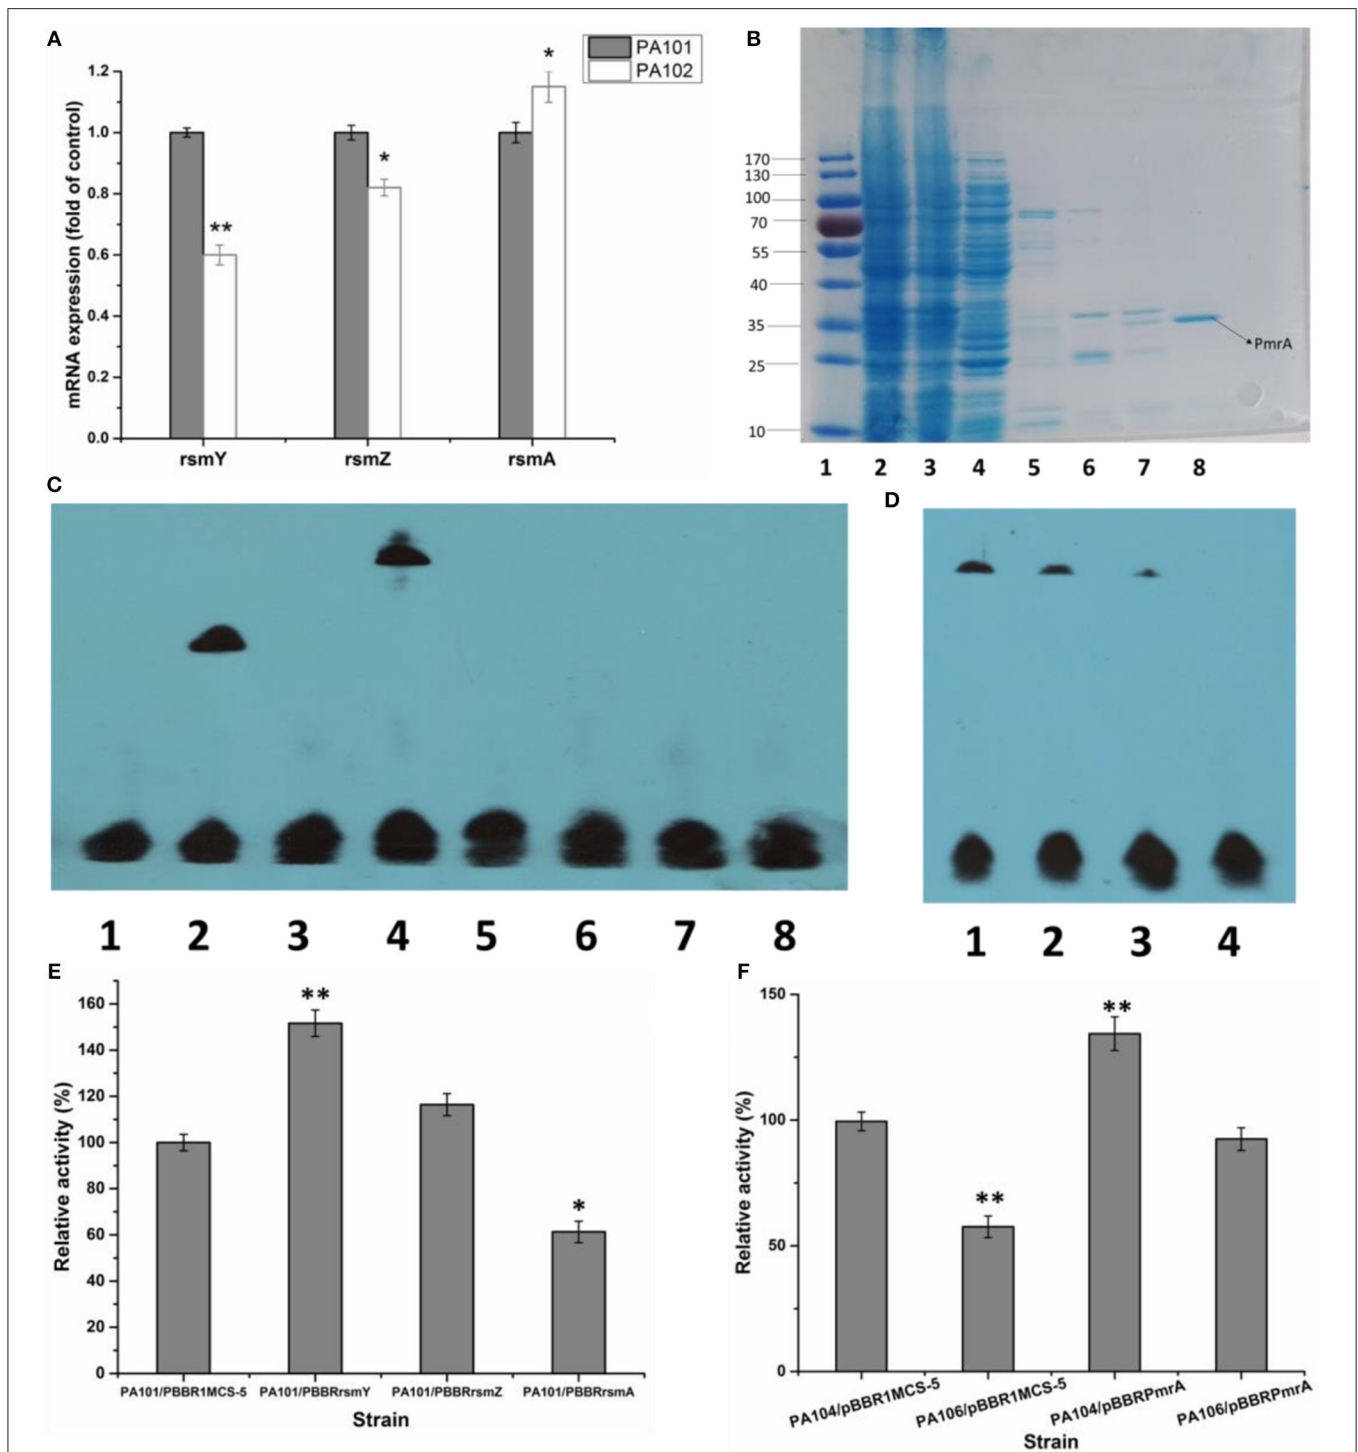 A
PA101
PA102
mRNA expression (fold of control)
1.2
1.0
0.8
0.6
0.4
0.2
0.0
**
*
*
rsmY
rsmZ
rsmA
B
170
130
100
70
55
40
35
25
10
PmrA
1 2 3 4 5 6 7 8
C
1 2 3 4 5 6 7 8
D
1 2 3 4
E
Relative activity (%)
160
140
120
100
80
60
40
20
0
**
*
PA101/PBBR1MCS-5
PA101/PBBRrsmY
PA101/PBBRrsmZ
PA101/PBBRrsmA
Strain
F
Relative activity (%)
150
100
50
0
**
**
PA104/pBBR1MCS-5
PA106/pBBR1MCS-5
PA104/pBBRPmrA
PA106/pBBRPmrA
Strain